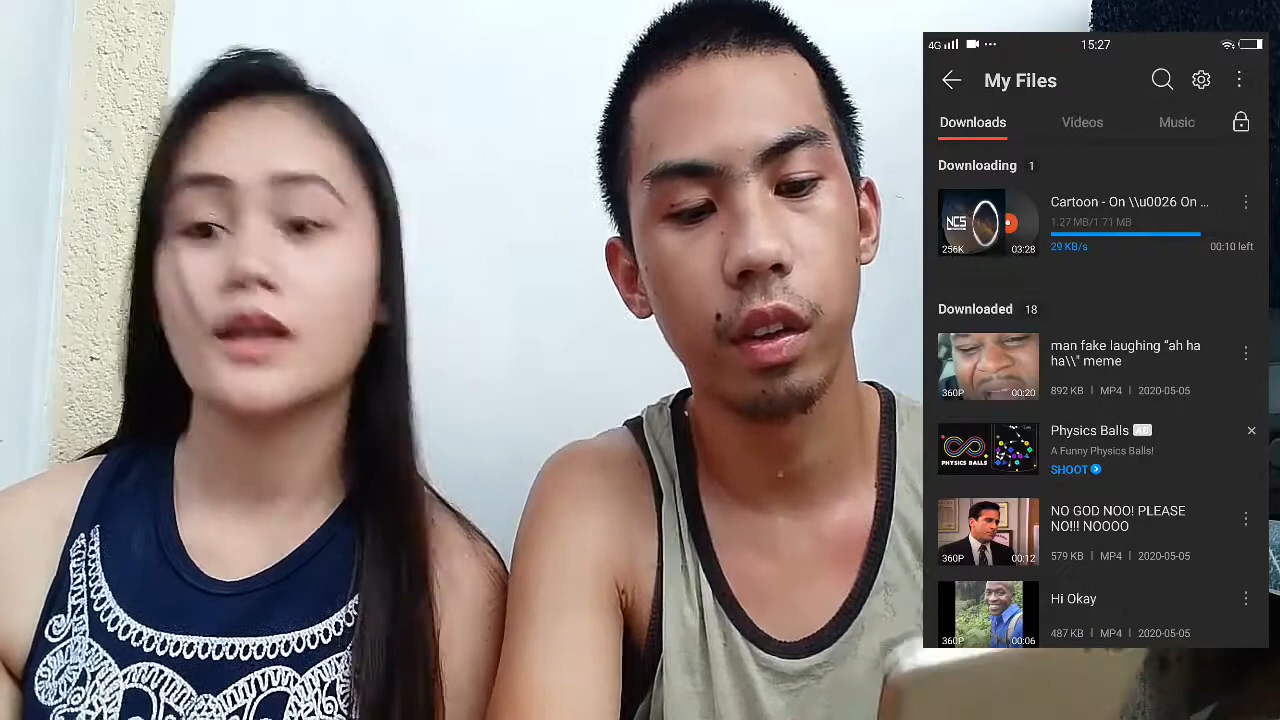 4G ••• 15:27
My Files
Downloads Videos Music
Downloading 1
NCS
256K 03:28
Cartoon - On \\u0026 On ...
1.27 MB/1.71 MB
29 KB/s 00:10 left
Downloaded 18
360P 00:20
man fake laughing “ah ha
ha\\" meme
892 KB | MP4 | 2020-05-05
PHYSICS BALLS
Physics Balls AD
A Funny Physics Balls!
SHOOT
360P 00:12
NO GOD NOO! PLEASE
NO!!! NOOOO
579 KB | MP4 | 2020-05-05
360P 00:06
Hi Okay
487 KB | MP4 | 2020-05-05